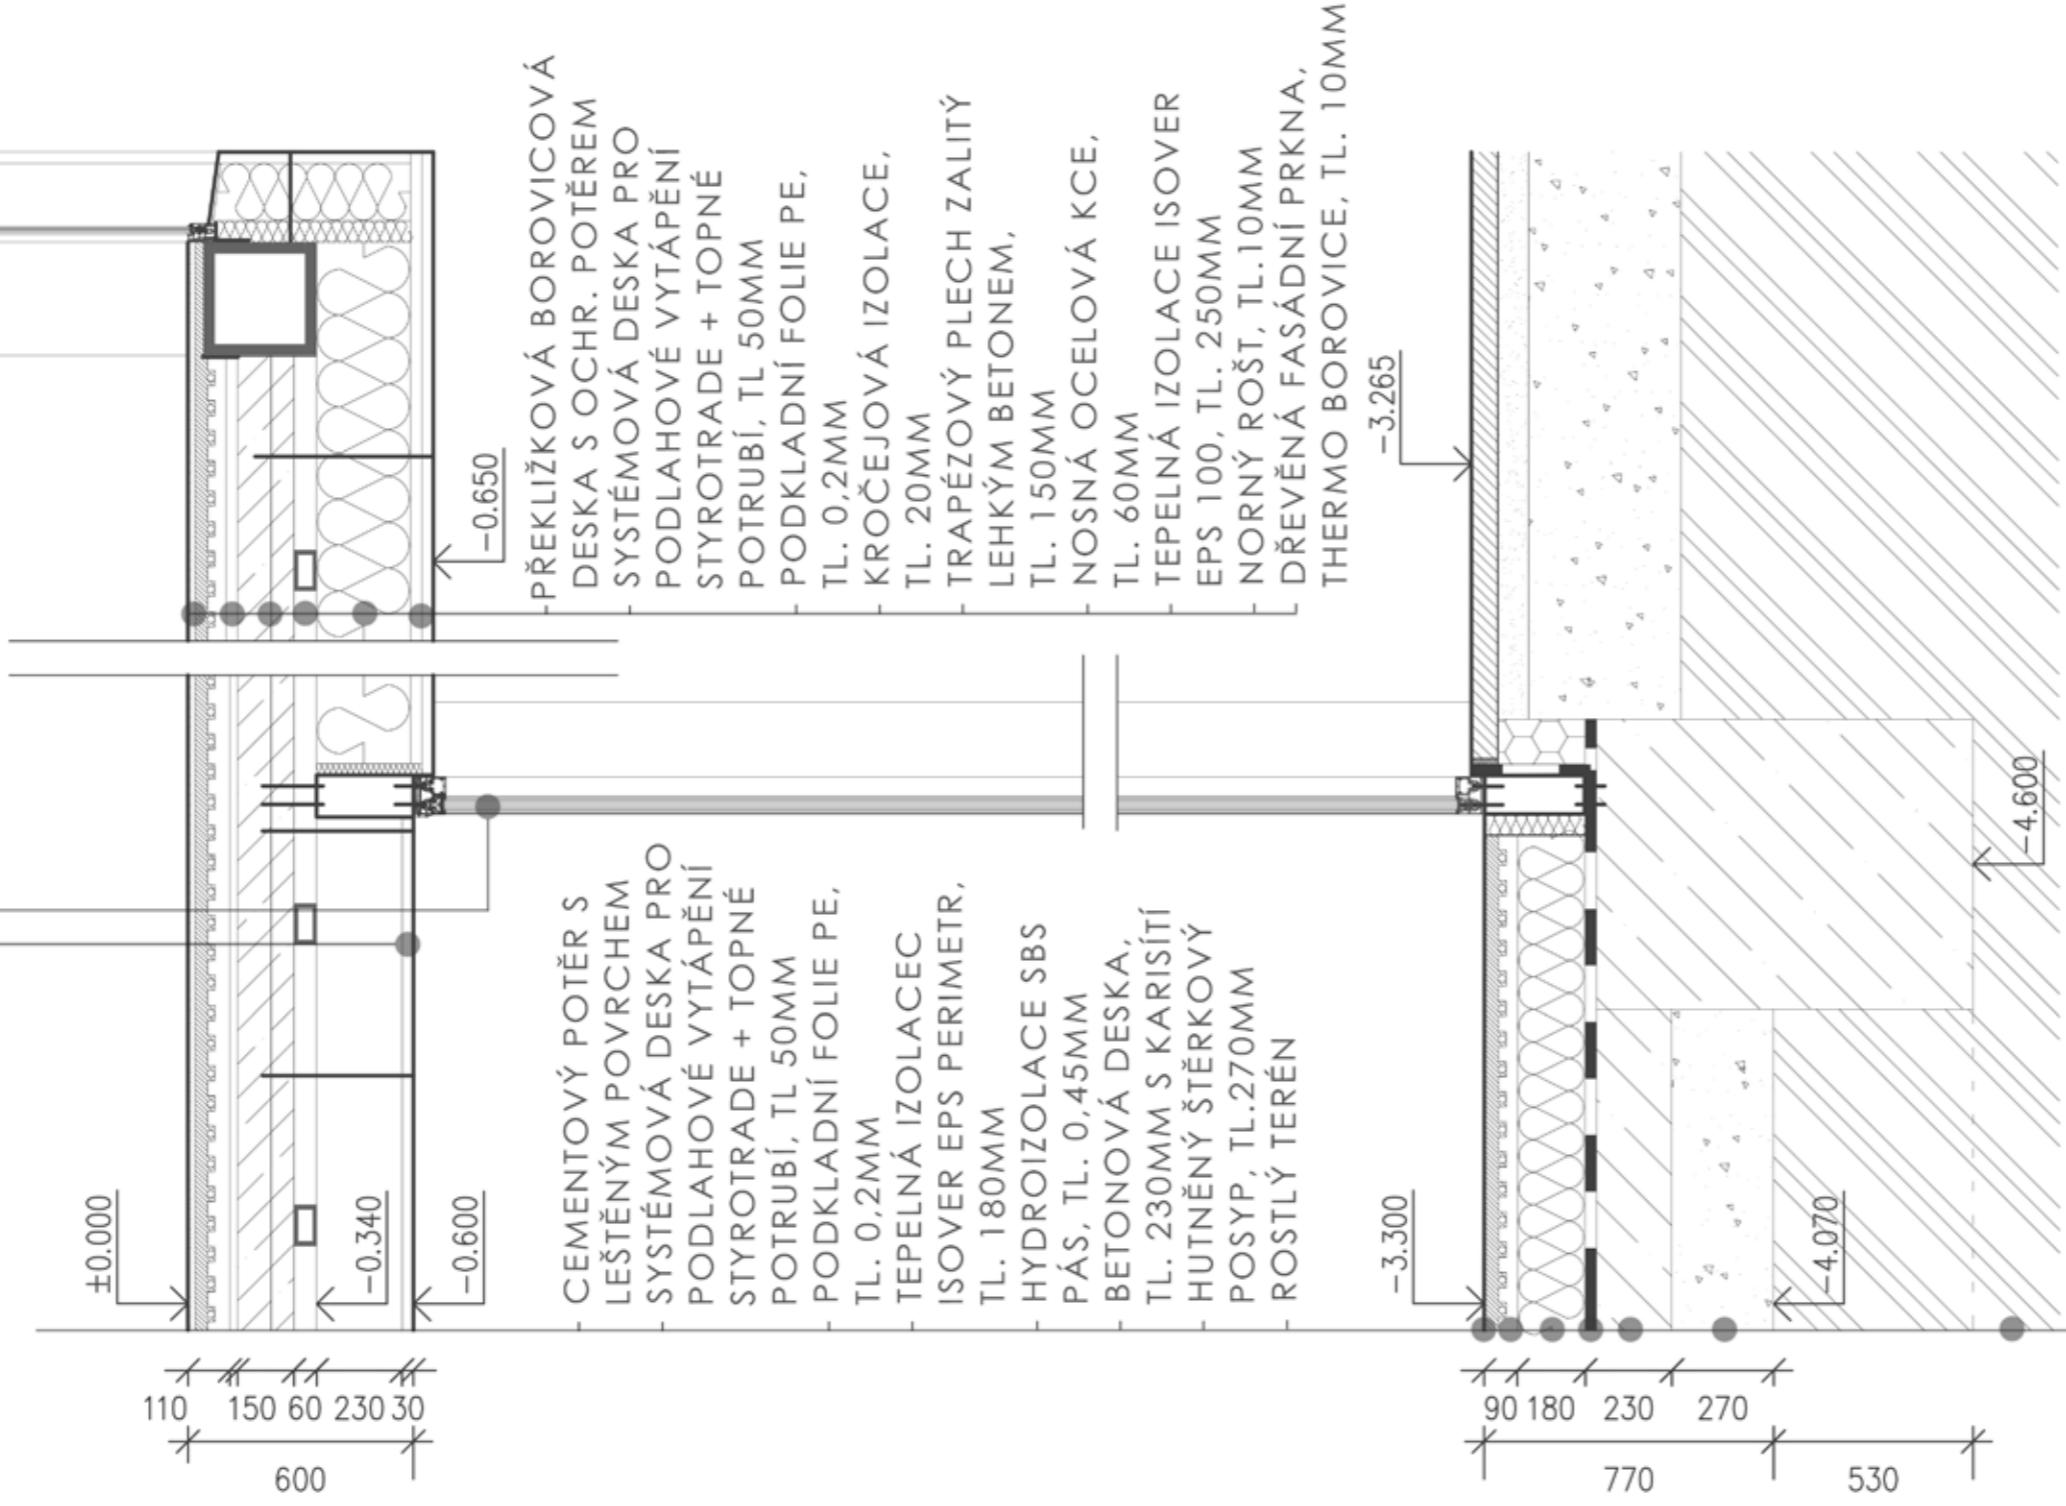 PŘEKLIŽKOVÁ BOROVICOVÁ
DESKA S OCHR. POTĚREM
SYSTÉMOVÁ DESKA PRO
PODLAHOVÉ VYTÁPĚNÍ
STYROTRADE + TOPNÉ
POTRUBÍ, TL 50MM
PODKLADNÍ FOLIE PE,
TL. 0,2MM
KROČEJOVÁ IZOLACE,
TL. 20MM
TRAPÉZOVÝ PLECH ZALITÝ
LEHKÝM BETONEM,
TL. 150MM
NOSNÁ OCELOVÁ KCE,
TL. 60MM
TEPELNÁ IZOLACE ISOVER
EPS 100, TL. 250MM
NORNÝ ROŠT, TL.10MM
DŘEVĚNÁ FASÁDNÍ PRKNA,
THERMO BOROVICE, TL. 10MM
-0.650
-3.265
-4.600
CEMENTOVÝ POTĚR S
LEŠTĚNÝM POVRCHEM
SYSTÉMOVÁ DESKA PRO
PODLAHOVÉ VYTÁPĚNÍ
STYROTRADE + TOPNÉ
POTRUBÍ, TL 50MM
PODKLADNÍ FOLIE PE,
TL. 0,2MM
TEPELNÁ IZOLACEC
ISOVER EPS PERIMETR,
TL. 180MM
HYDROIZOLACE SBS
PÁS, TL. 0,45MM
BETONOVÁ DESKA,
TL. 230MM S KARISÍTÍ
HUTNĚNÝ ŠTĚRKOVÝ
POSYP, TL.270MM
ROSTLÝ TERÉN
±0.000
-0.340
-0.600
-3.300
-4.070
110 150 60 230 30
600
90 180 230 270
770 530